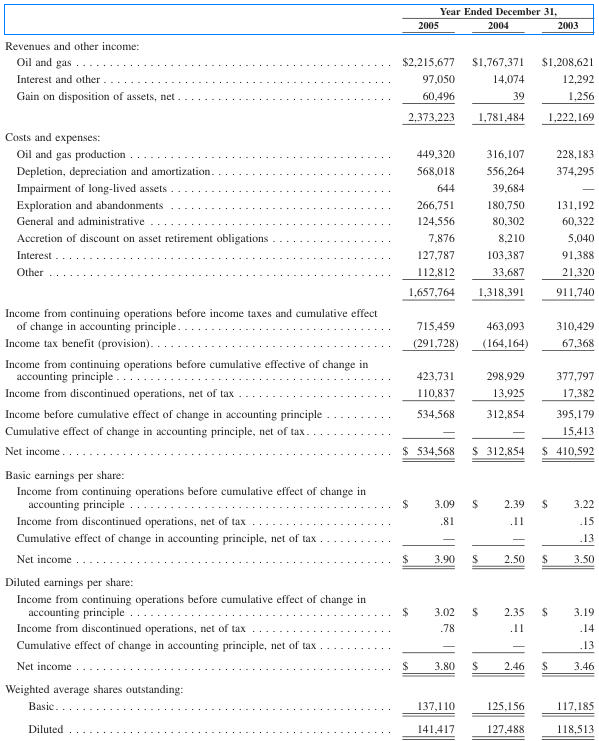 Year Ended December 31,
2005 2004 2003
Revenues and other income:
Oil and gas $2,215,677 $1,767,371 $1,208,621
Interest and other 97,050 14,074 12,292
Gain on disposition of assets, net 60,496 39 1,256
2,373,223 1,781,484 1,222,169
Costs and expenses:
Oil and gas production 449,320 316,107 228,183
Depletion, depreciation and amortization 568,018 556,264 374,295
Impairment of long-lived assets 644 39,684 —
Exploration and abandonments 266,751 180,750 131,192
General and administrative 124,556 80,302 60,322
Accretion of discount on asset retirement obligations 7,876 8,210 5,040
Interest 127,787 103,387 91,388
Other 112,812 33,687 21,320
1,657,764 1,318,391 911,740
Income from continuing operations before income taxes and cumulative effect
of change in accounting principle 715,459 463,093 310,429
Income tax benefit (provision) (291,728) (164,164) 67,368
Income from continuing operations before cumulative effective of change in
accounting principle 423,731 298,929 377,797
Income from discontinued operations, net of tax 110,837 13,925 17,382
Income before cumulative effect of change in accounting principle 534,568 312,854 395,179
Cumulative effect of change in accounting principle, net of tax — — 15,413
Net income $ 534,568 $ 312,854 $ 410,592
Basic earnings per share:
Income from continuing operations before cumulative effect of change in
accounting principle $ 3.09 $ 2.39 $ 3.22
Income from discontinued operations, net of tax .81 .11 .15
Cumulative effect of change in accounting principle, net of tax — — .13
Net income $ 3.90 $ 2.50 $ 3.50
Diluted earnings per share:
Income from continuing operations before cumulative effect of change in
accounting principle $ 3.02 $ 2.35 $ 3.19
Income from discontinued operations, net of tax .78 .11 .14
Cumulative effect of change in accounting principle, net of tax — — .13
Net income $ 3.80 $ 2.46 $ 3.46
Weighted average shares outstanding:
Basic 137,110 125,156 117,185
Diluted 141,417 127,488 118,513